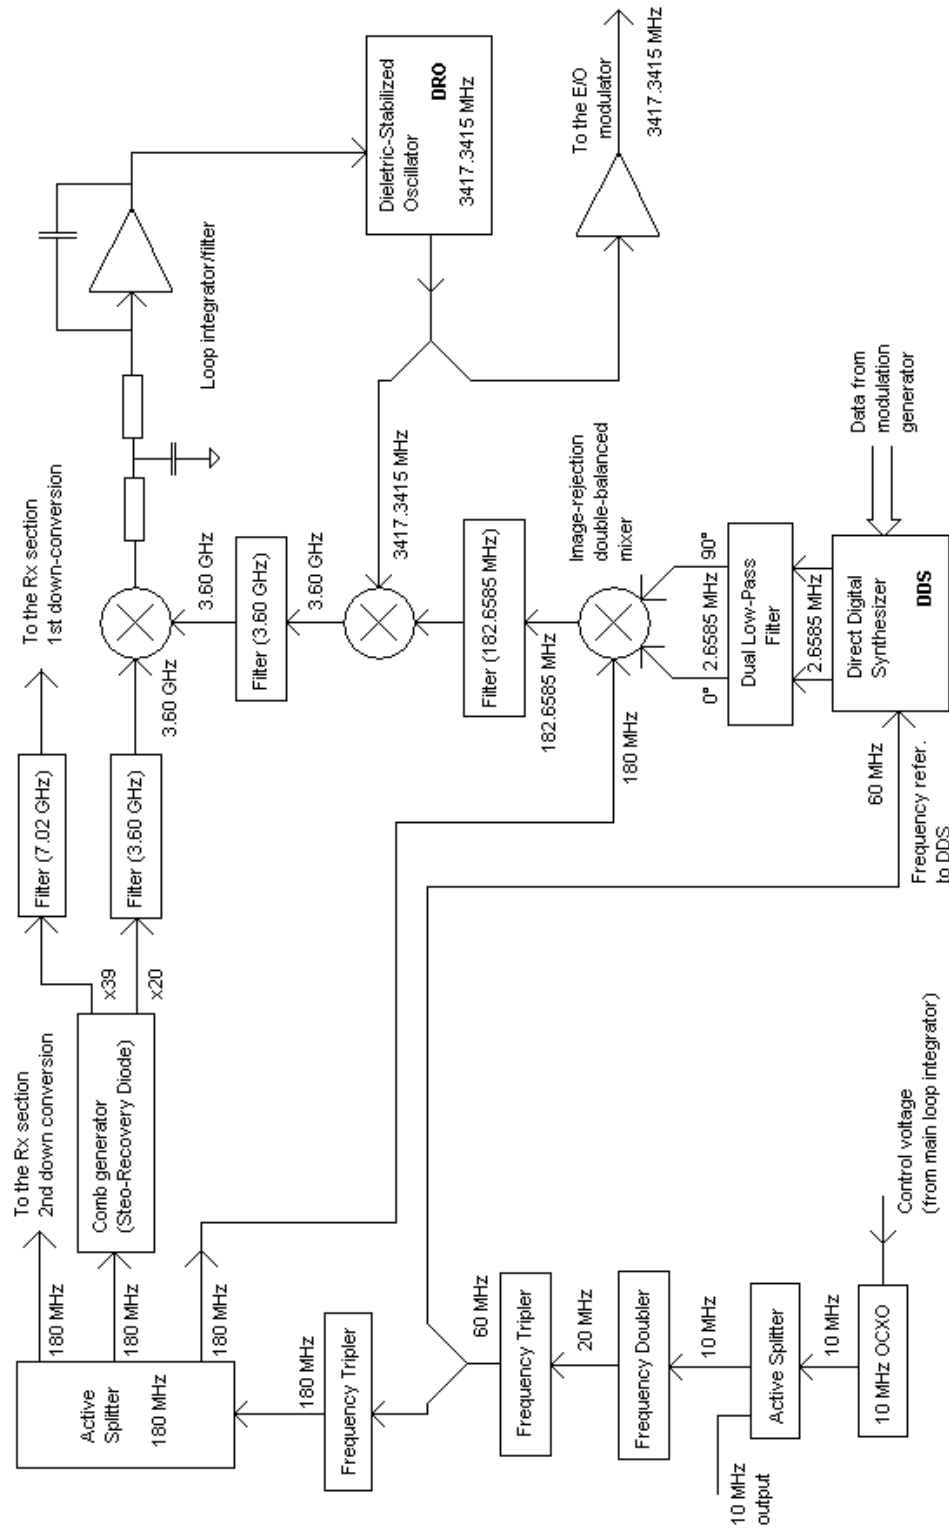 To the Rx section
2nd down conversion
To the Rx section
1st down-conversion
Active
Splitter
180 MHz
180 MHz
180 MHz
180 MHz
Comb generator
(Steo-Recovery Diode)
x39
x20
Filter (7.02 GHz)
Filter (3.60 GHz)
3.60 GHz
Loop integrator/filter
3.60 GHz
Filter (3.60 GHz)
3.60 GHz
Dieletric-Stabilized
Oscillator
DRO
3417.3415 MHz
3417.3415 MHz
To the E/O
modulator
3417.3415 MHz
180 MHz
Frequency Tripler
Filter (182.6585 MHz)
182.6585 MHz
180 MHz
Image-rejection
double-balanced
mixer
0°
90°
2.6585 MHz
Dual Low-Pass
Filter
2.6585 MHz
Direct Digital
Synthesizer
DDS
Data from
modulation
generator
60 MHz
Frequency refer.
to DDS
60 MHz
Frequency Tripler
20 MHz
Frequency Doubler
10 MHz
Active Splitter
10 MHz
10 MHz OCXO
10 MHz
output
Control voltage
(from main loop integrator)